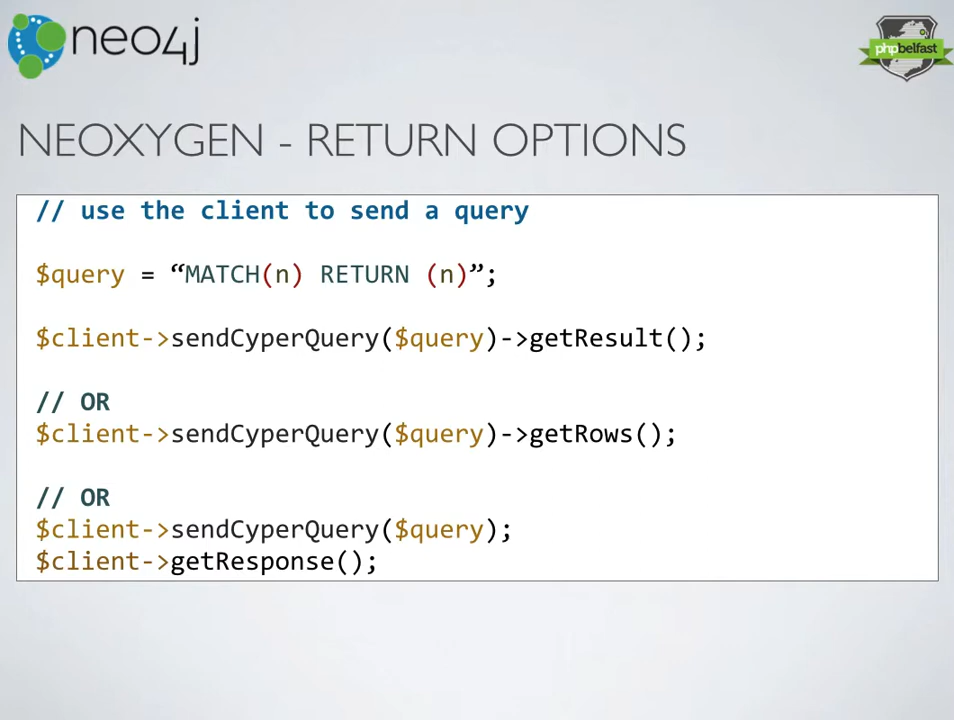 neo4j
phpbelfast
NEOXYGEN - RETURN OPTIONS
// use the client to send a query
$query = “MATCH(n) RETURN (n)”;
$client->sendCyperQuery($query)->getResult();
// OR
$client->sendCyperQuery($query)->getRows();
// OR
$client->sendCyperQuery($query);
$client->getResponse();